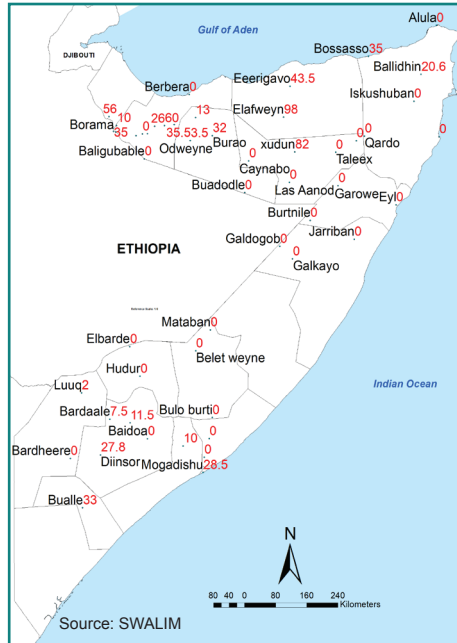 Alula0
Gulf of Aden
DJIBOUTI
Bossasso35
Ballidhin20.6
Berbera0
Eeerigavo43.5
Iskushuban0
56
10
13
Elafweyn98
Borama
35
0
2660
35.53.5
32
Odweyne
Burao
xudun82
0
0
0
Qardo
0
Baligubable0
0
Taleex
Caynabo
0
Las Aanod
0
Garowe
Buadodle0
Eyl0
Burtnile0
ETHIOPIA
Galdogob0
Jarriban0
0
Galkayo
Mataban0
Elbarde0
0
Belet weyne
Hudur0
Indian Ocean
Luuq2
Bardaale7.5
11.5
Bulo burti0
Baidoa0
10
0
Bardheere0
27.8
Diinsor
0
Mogadishu28.5
Bualle33
N
80 40 0 80 160 240
Kilometers
Source: SWALIM